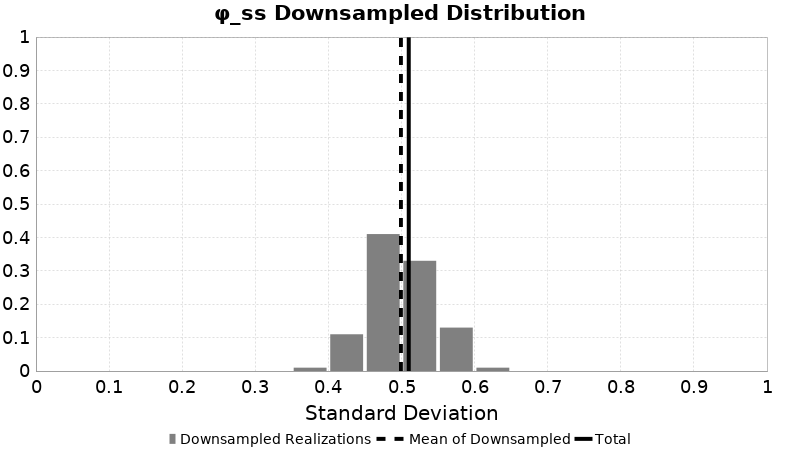 φ_ss Downsampled Distribution
1
0.9
0.8
0.7
0.6
0.5
0.4
0.3
0.2
0.1
0
0 0.1 0.2 0.3 0.4 0.5 0.6 0.7 0.8 0.9 1
Standard Deviation
Downsampled Realizations Mean of Downsampled Total